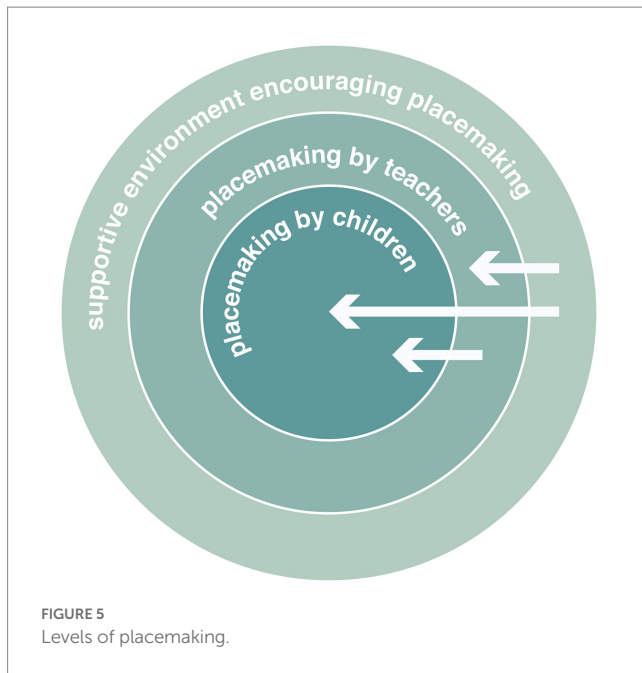 supportive environment encouraging placemaking
placemaking by teachers
placemaking by children
FIGURE 5
Levels of placemaking.